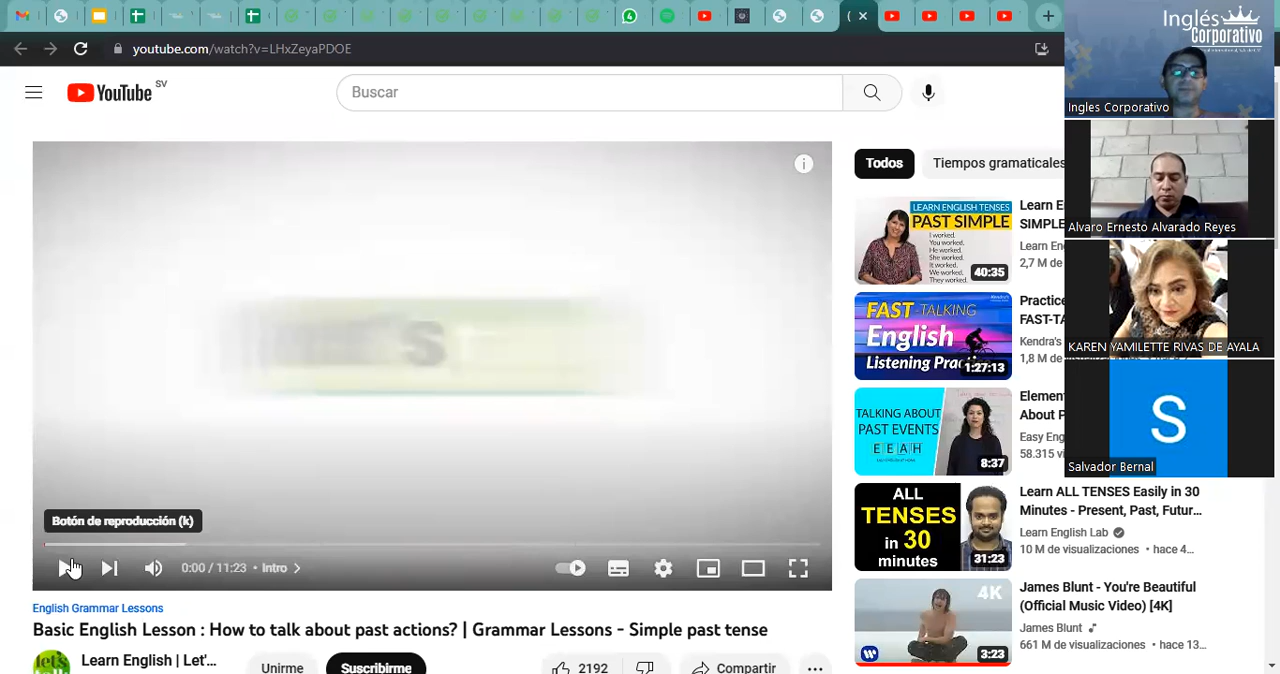 youtube.com/watch?v=LHxZeyaPDOE
YouTube SV
Buscar
Botón de reproducción (k)
0:00 / 11:23 • Intro
English Grammar Lessons
Basic English Lesson : How to talk about past actions? | Grammar Lessons - Simple past tense
let's
Learn English | Let'...
Unirme
Suscribirme
2192
Compartir
Todos
Tiempos gramaticales
LEARN ENGLISH TENSES
PAST SIMPLE
I worked.
You worked.
He worked.
She worked.
It worked.
We worked.
They worked.
40:35
Learn E
SIMPLE
Learn En
2,7 M de
FAST-TALKING
English
Listening Prac
1:27:13
Practice
FAST-TA
Kendra's
1,8 M de visualizaciones
TALKING ABOUT
PAST EVENTS
EEAH
8:37
Element
About P
Easy Eng
58.315 vi
ALL
TENSES
in 30
minutes
31:23
Learn ALL TENSES Easily in 30
Minutes - Present, Past, Futur...
Learn English Lab
10 M de visualizaciones • hace 4...
4K
3:23
James Blunt - You're Beautiful
(Official Music Video) [4K]
James Blunt
661 M de visualizaciones • hace 13...
Inglés
Corporativo
Ingles Corporativo
Alvaro Ernesto Alvarado Reyes
KAREN YAMILETTE RIVAS DE AYALA
S
Salvador Bernal